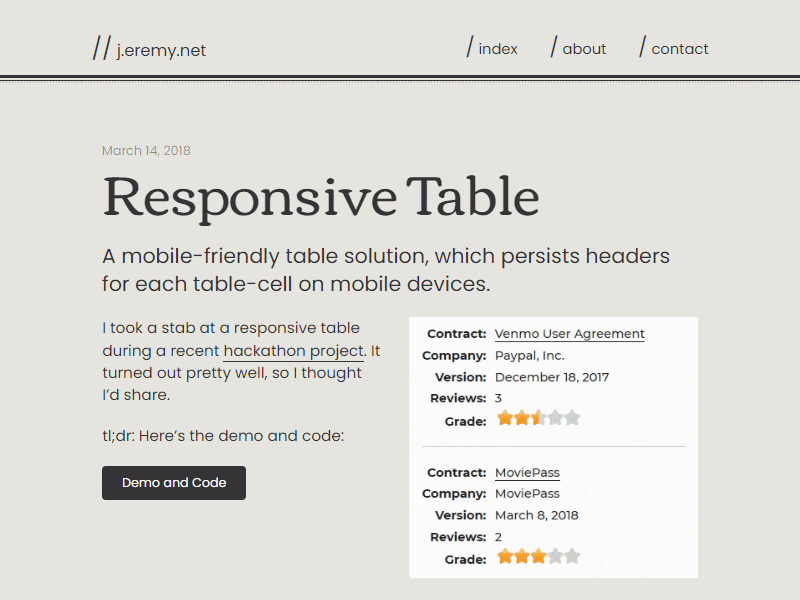 // j.eremy.net
/ index / about / contact
March 14, 2018
Responsive Table
A mobile-friendly table solution, which persists headers
for each table-cell on mobile devices.
I took a stab at a responsive table
during a recent hackathon project. It
turned out pretty well, so I thought
I’d share.
tl;dr: Here’s the demo and code:
Demo and Code
Contract: Venmo User Agreement
Company: Paypal, Inc.
Version: December 18, 2017
Reviews: 3
Grade:
Contract: MoviePass
Company: MoviePass
Version: March 8, 2018
Reviews: 2
Grade: